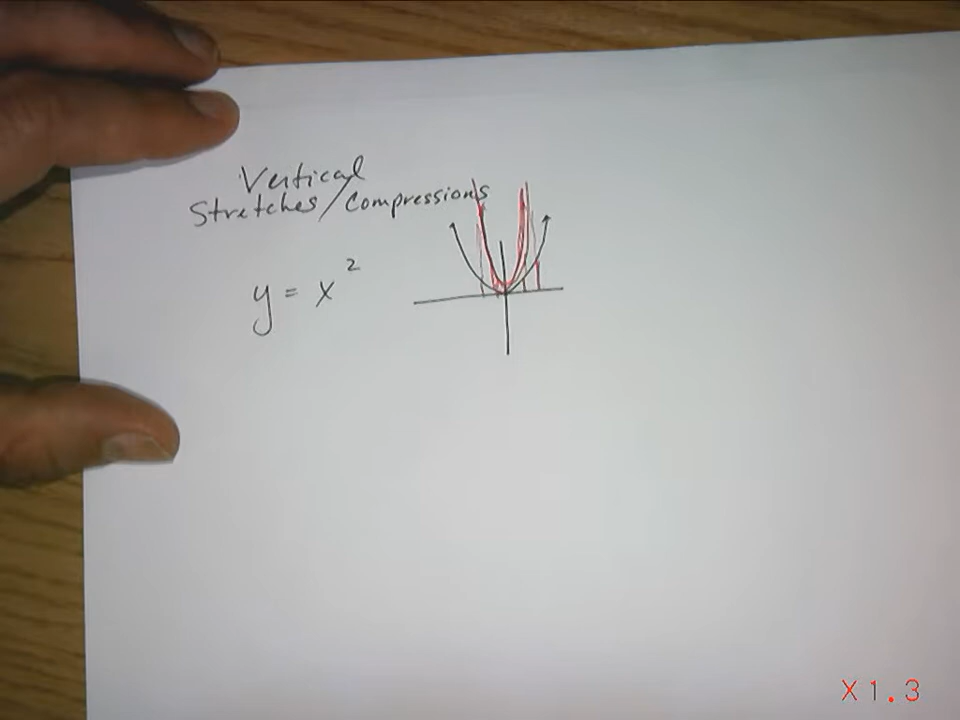 Vertical
Stretches/Compressions
y = x²
X1.3